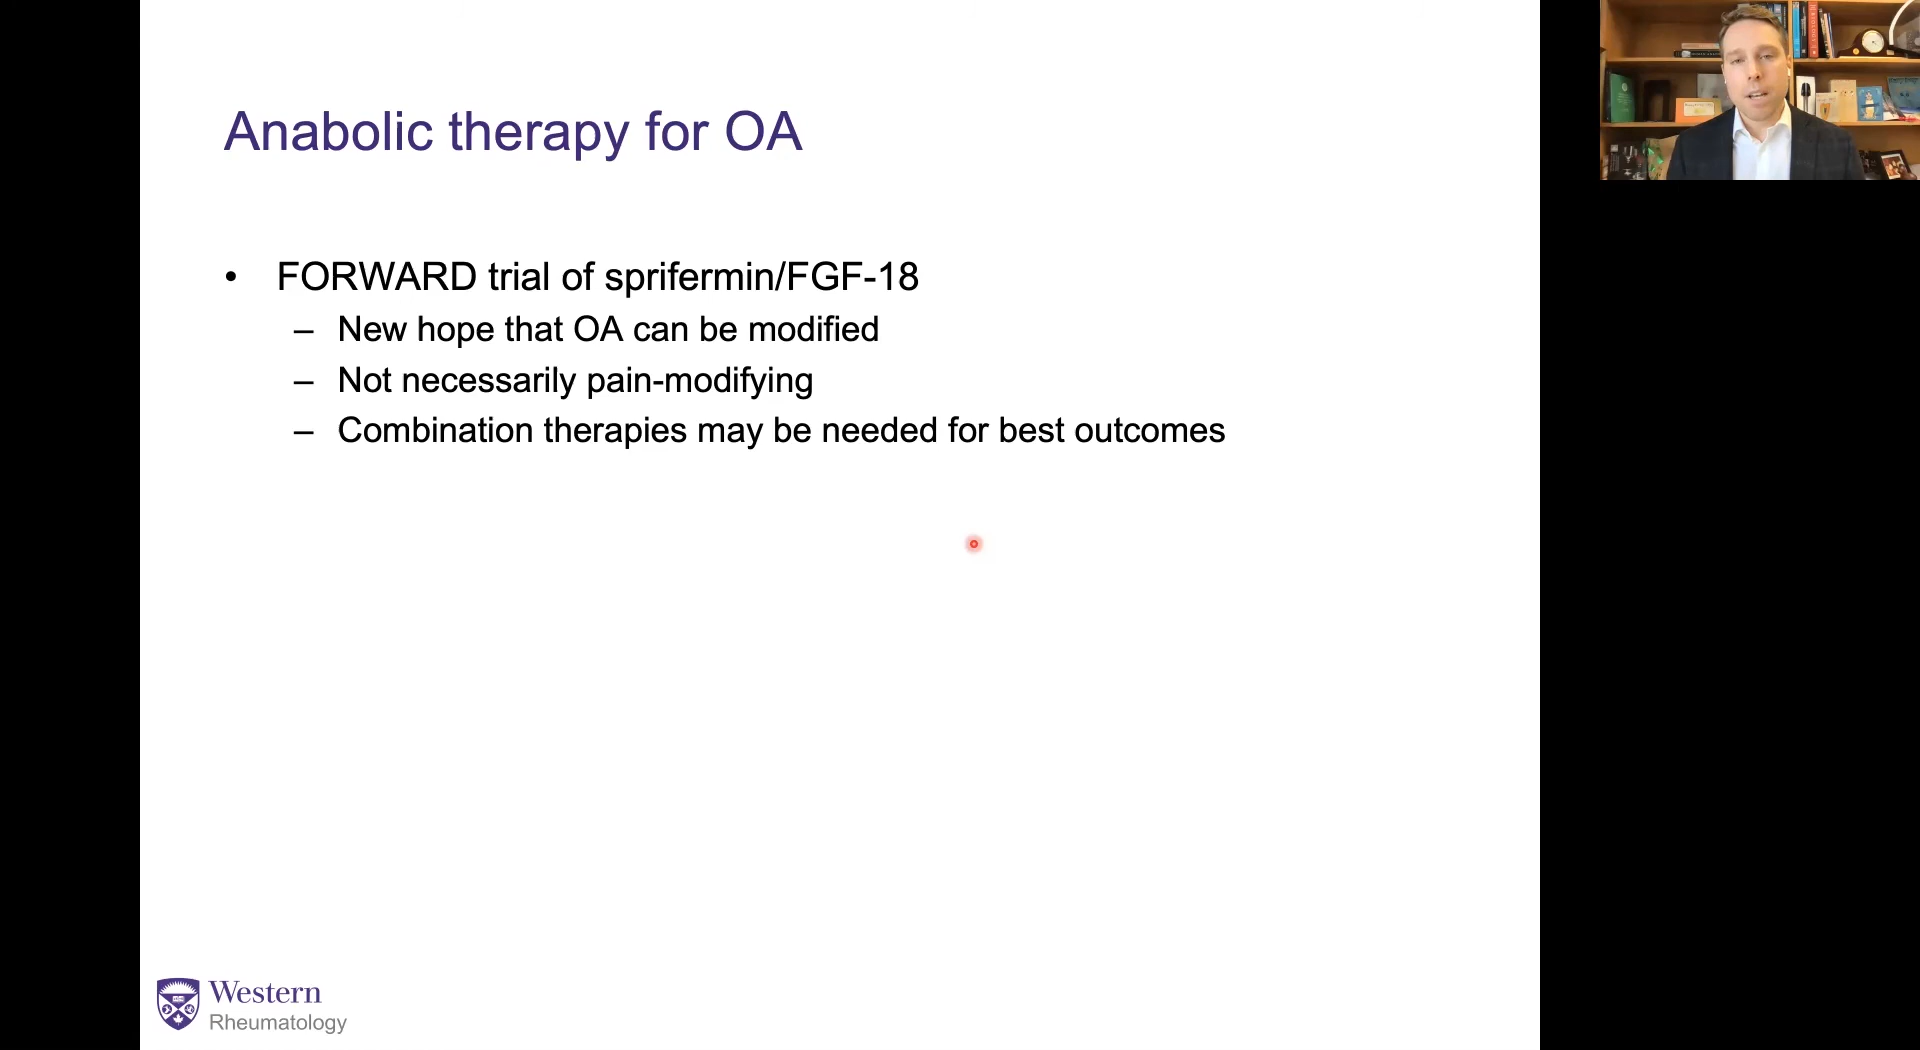 Anabolic therapy for OA
• FORWARD trial of sprifermin/FGF-18
– New hope that OA can be modified
– Not necessarily pain-modifying
– Combination therapies may be needed for best outcomes
Western
Rheumatology